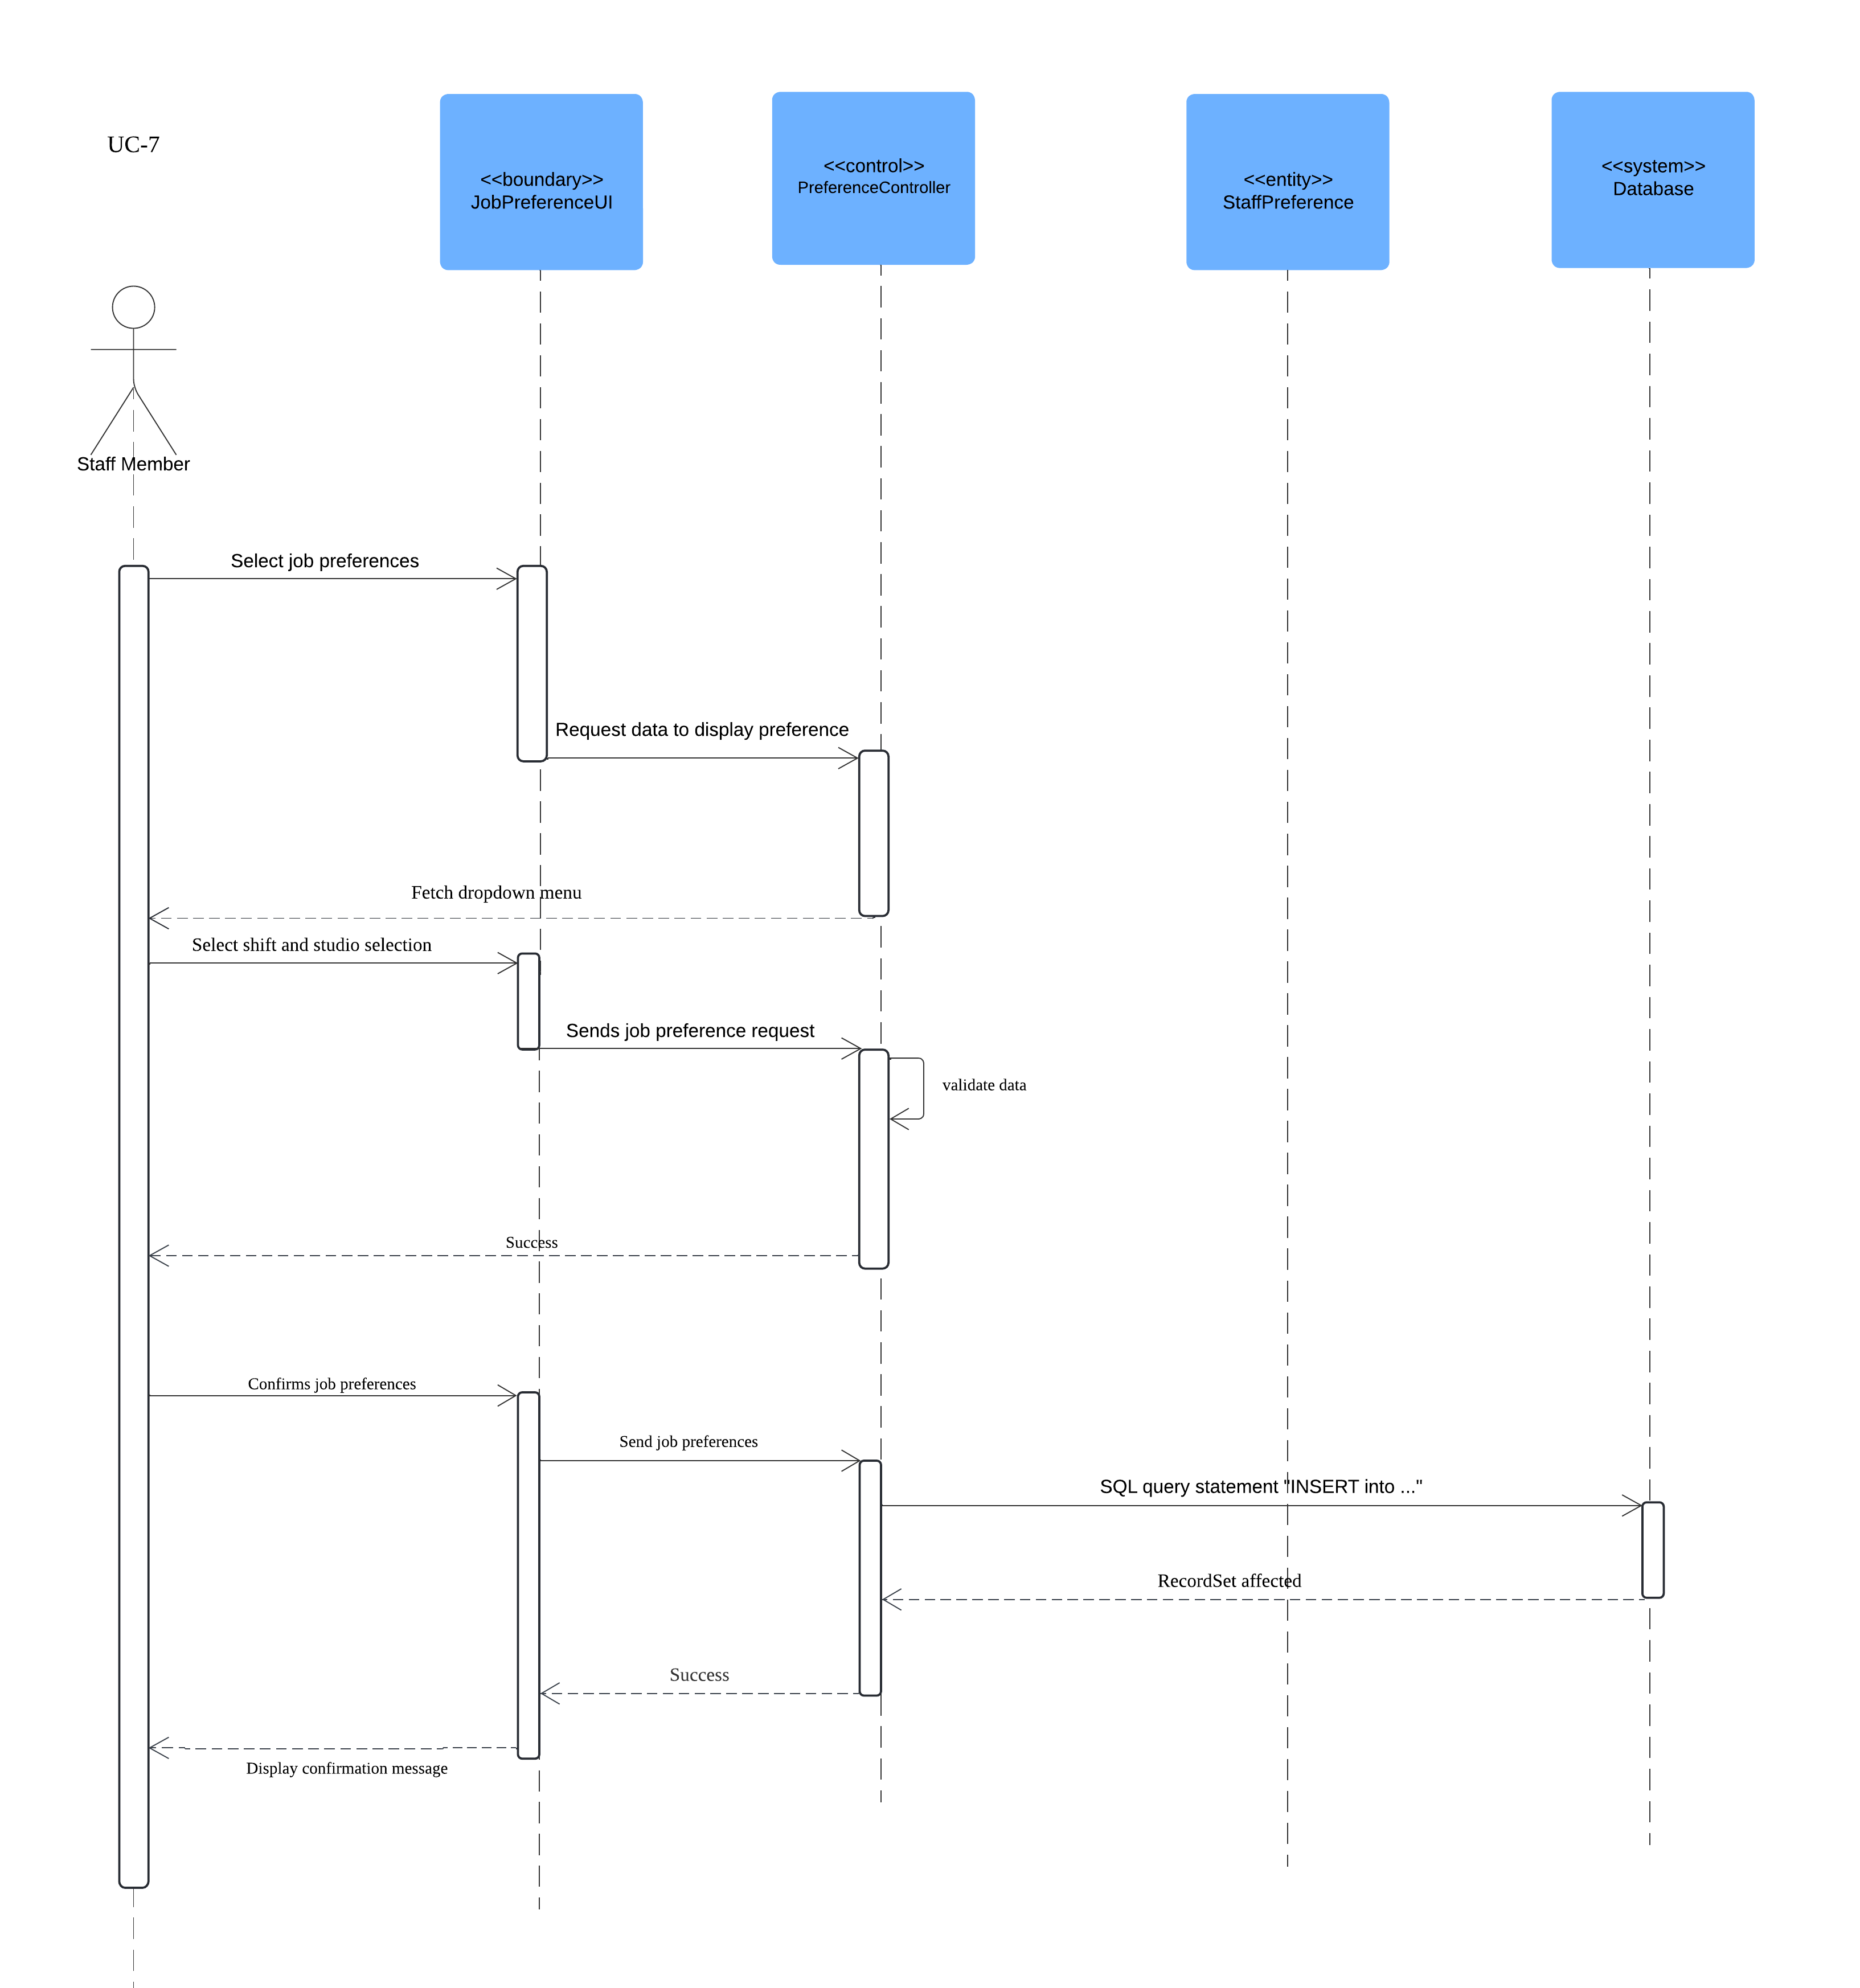 UC-7
<<boundary>>
JobPreferenceUI
<<control>>
PreferenceController
<<entity>>
StaffPreference
<<system>>
Database
Staff Member
Select job preferences
Request data to display preference
Fetch dropdown menu
Select shift and studio selection
Sends job preference request
validate data
Success
Confirms job preferences
Send job preferences
SQL query statement "INSERT into ..."
RecordSet affected
Success
Display confirmation message